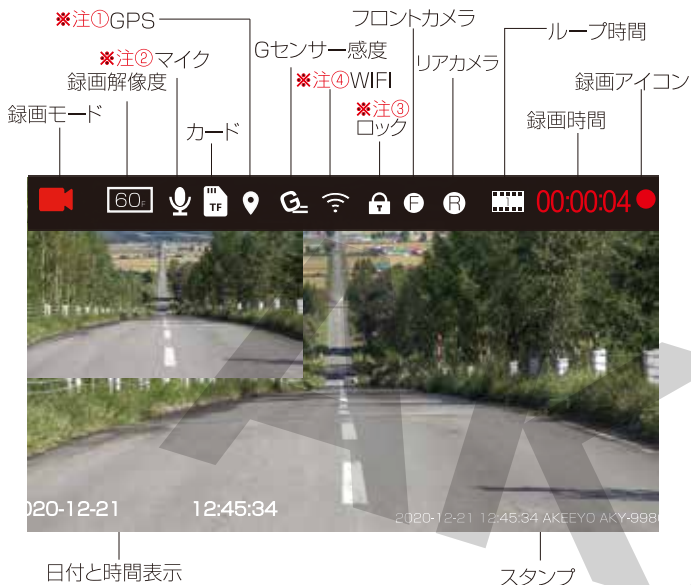 ※注①GPS
フロントカメラ
ループ時間
※注②マイク
Gセンサー感度
録画解像度
※注④WIFI
リアカメラ
録画アイコン
録画モード
カード
※注③
ロック
録画時間
60F
TF
G
F
R
1
00:00:04
020-12-21 12:45:34
2020-12-21 12:45:34 AKEEYO AKY-998
日付と時間表示
スタンプ